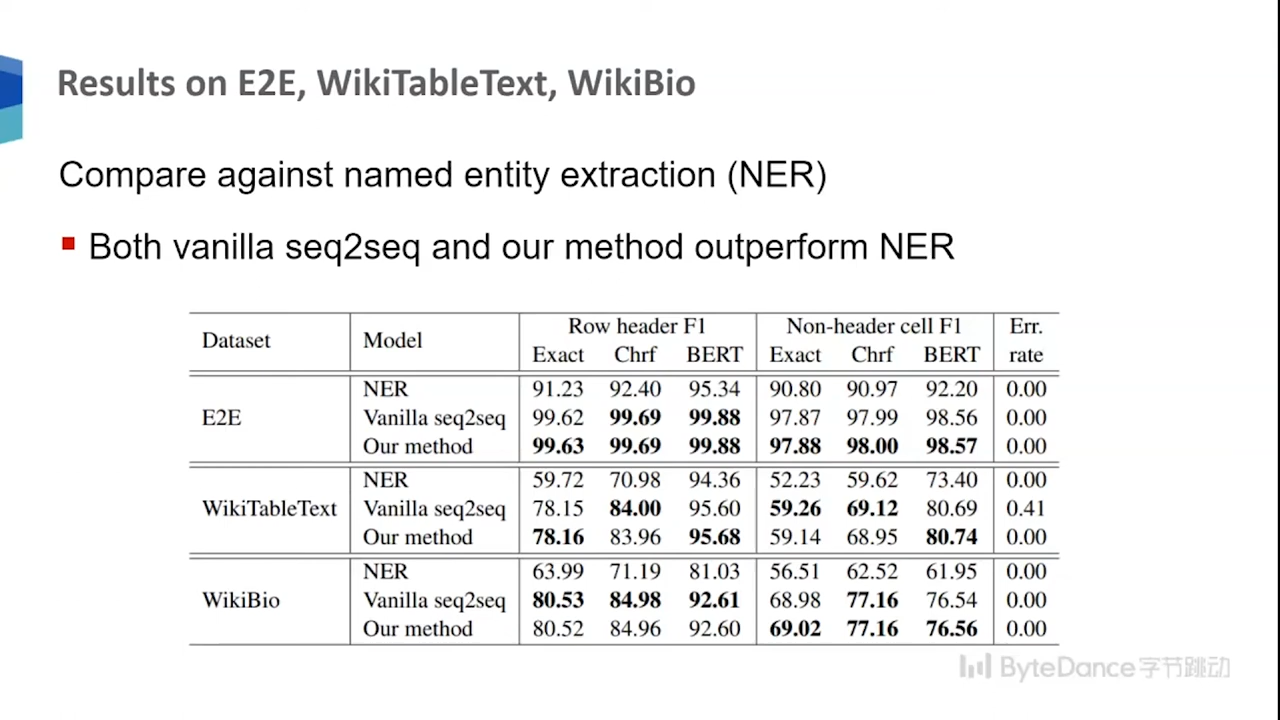 Results on E2E, WikiTableText, WikiBio
Compare against named entity extraction (NER)
Both vanilla seq2seq and our method outperform NER
Dataset Model Row header F1 Non-header cell F1 Err. rate
Exact Chrf BERT Exact Chrf BERT
E2E
NER 91.23 92.40 95.34 90.80 90.97 92.20 0.00
Vanilla seq2seq 99.62 99.69 99.88 97.87 97.99 98.56 0.00
Our method 99.63 99.69 99.88 97.88 98.00 98.57 0.00
WikiTableText
NER 59.72 70.98 94.36 52.23 59.62 73.40 0.00
Vanilla seq2seq 78.15 84.00 95.60 59.26 69.12 80.69 0.41
Our method 78.16 83.96 95.68 59.14 68.95 80.74 0.00
WikiBio
NER 63.99 71.19 81.03 56.51 62.52 61.95 0.00
Vanilla seq2seq 80.53 84.98 92.61 68.98 77.16 76.54 0.00
Our method 80.52 84.96 92.60 69.02 77.16 76.56 0.00
ByteDance字节跳动